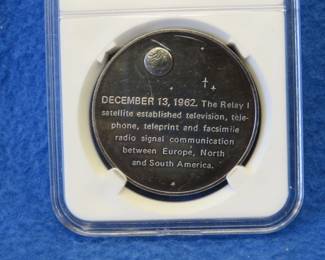 DECEMBER 13, 1962. The Relay I
satellite established television, tele-
phone, teleprint and facsimile
radio signal communication
between Europe, North
and South America.